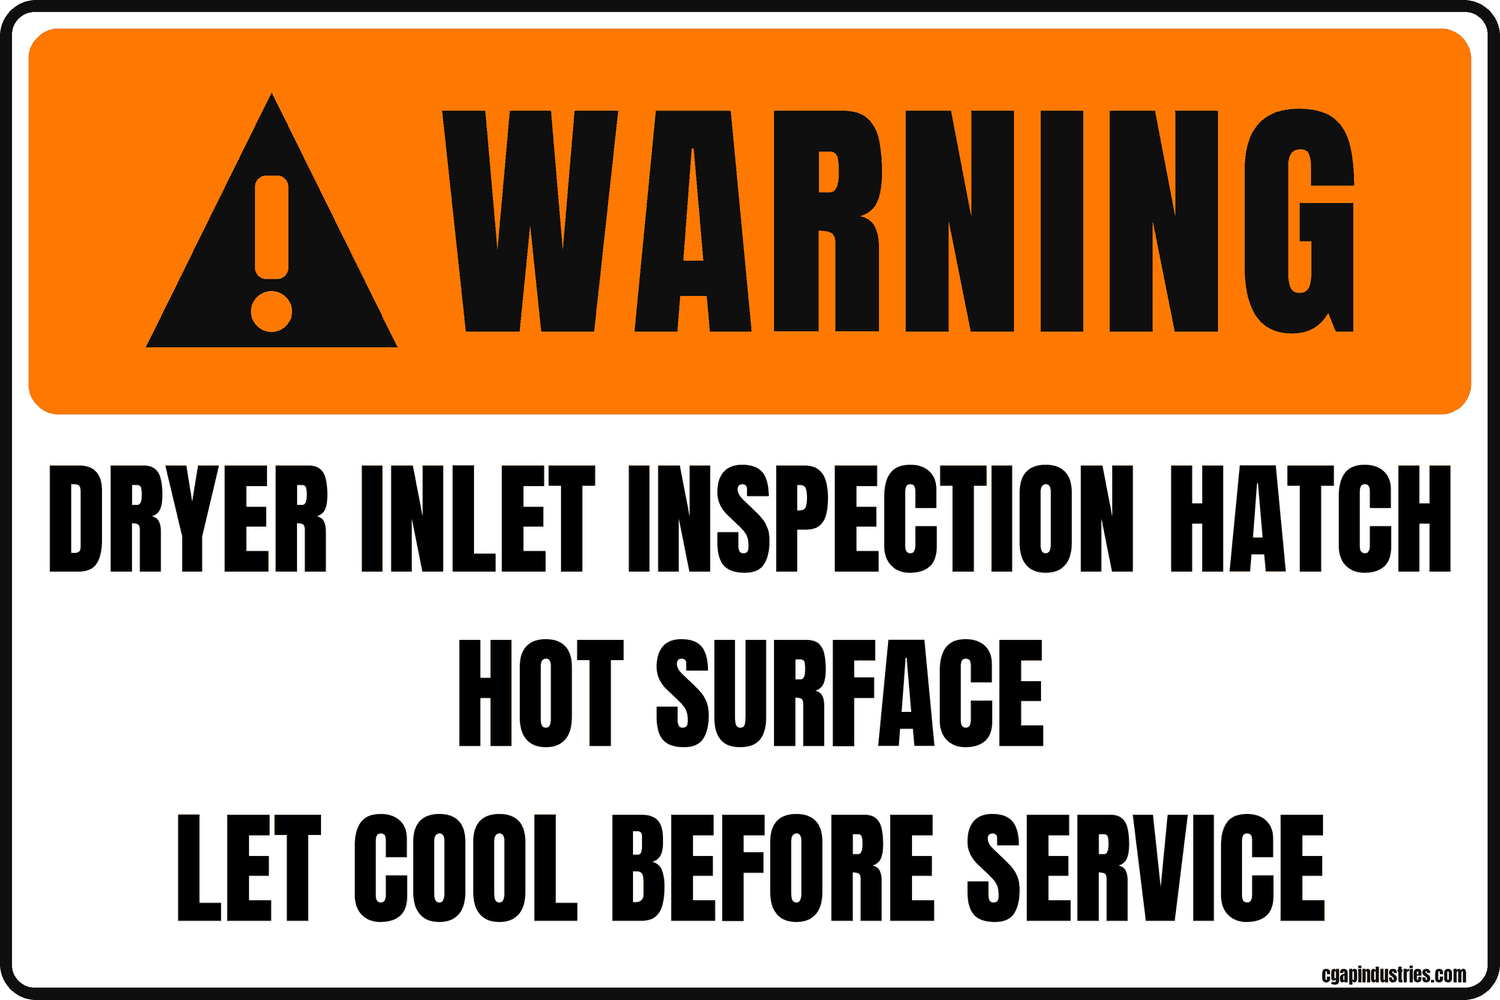 WARNING
DRYER INLET INSPECTION HATCH
HOT SURFACE
LET COOL BEFORE SERVICE
cgapindustries.com